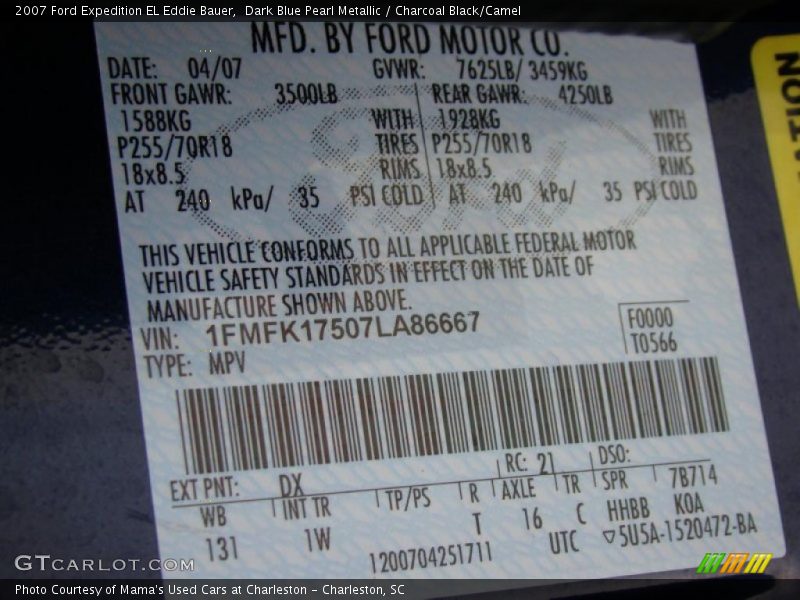 2007 Ford Expedition EL Eddie Bauer,  Dark Blue Pearl Metallic / Charcoal Black/Camel
MFD. BY FORD MOTOR CO.
DATE: 04/07 GVWR: 7625LB/ 3459KG
FRONT GAWR: 3500LB REAR GAWR: 4250LB
1588KG WITH 1928KG WITH
P255/70R18 TIRES P255/70R18 TIRES
18x8.5 RIMS 18x8.5 RIMS
AT 240 kPa/ 35 PSI COLD AT 240 kPa/ 35 PSI COLD
Ford
THIS VEHICLE CONFORMS TO ALL APPLICABLE FEDERAL MOTOR
VEHICLE SAFETY STANDARDS IN EFFECT ON THE DATE OF
MANUFACTURE SHOWN ABOVE.
VIN: 1FMFK17507LA86667 F0000
TYPE: MPV T0566
EXT PNT: DX RC: 21 DSO:
WB INT TR TP/PS R AXLE TR SPR 7B714
131 1W T 16 C HHBB KOA
1200704251711 UTC ▽5U5A-1520472-BA
GTCARLOT.COM
Photo Courtesy of Mama's Used Cars at Charleston - Charleston, SC